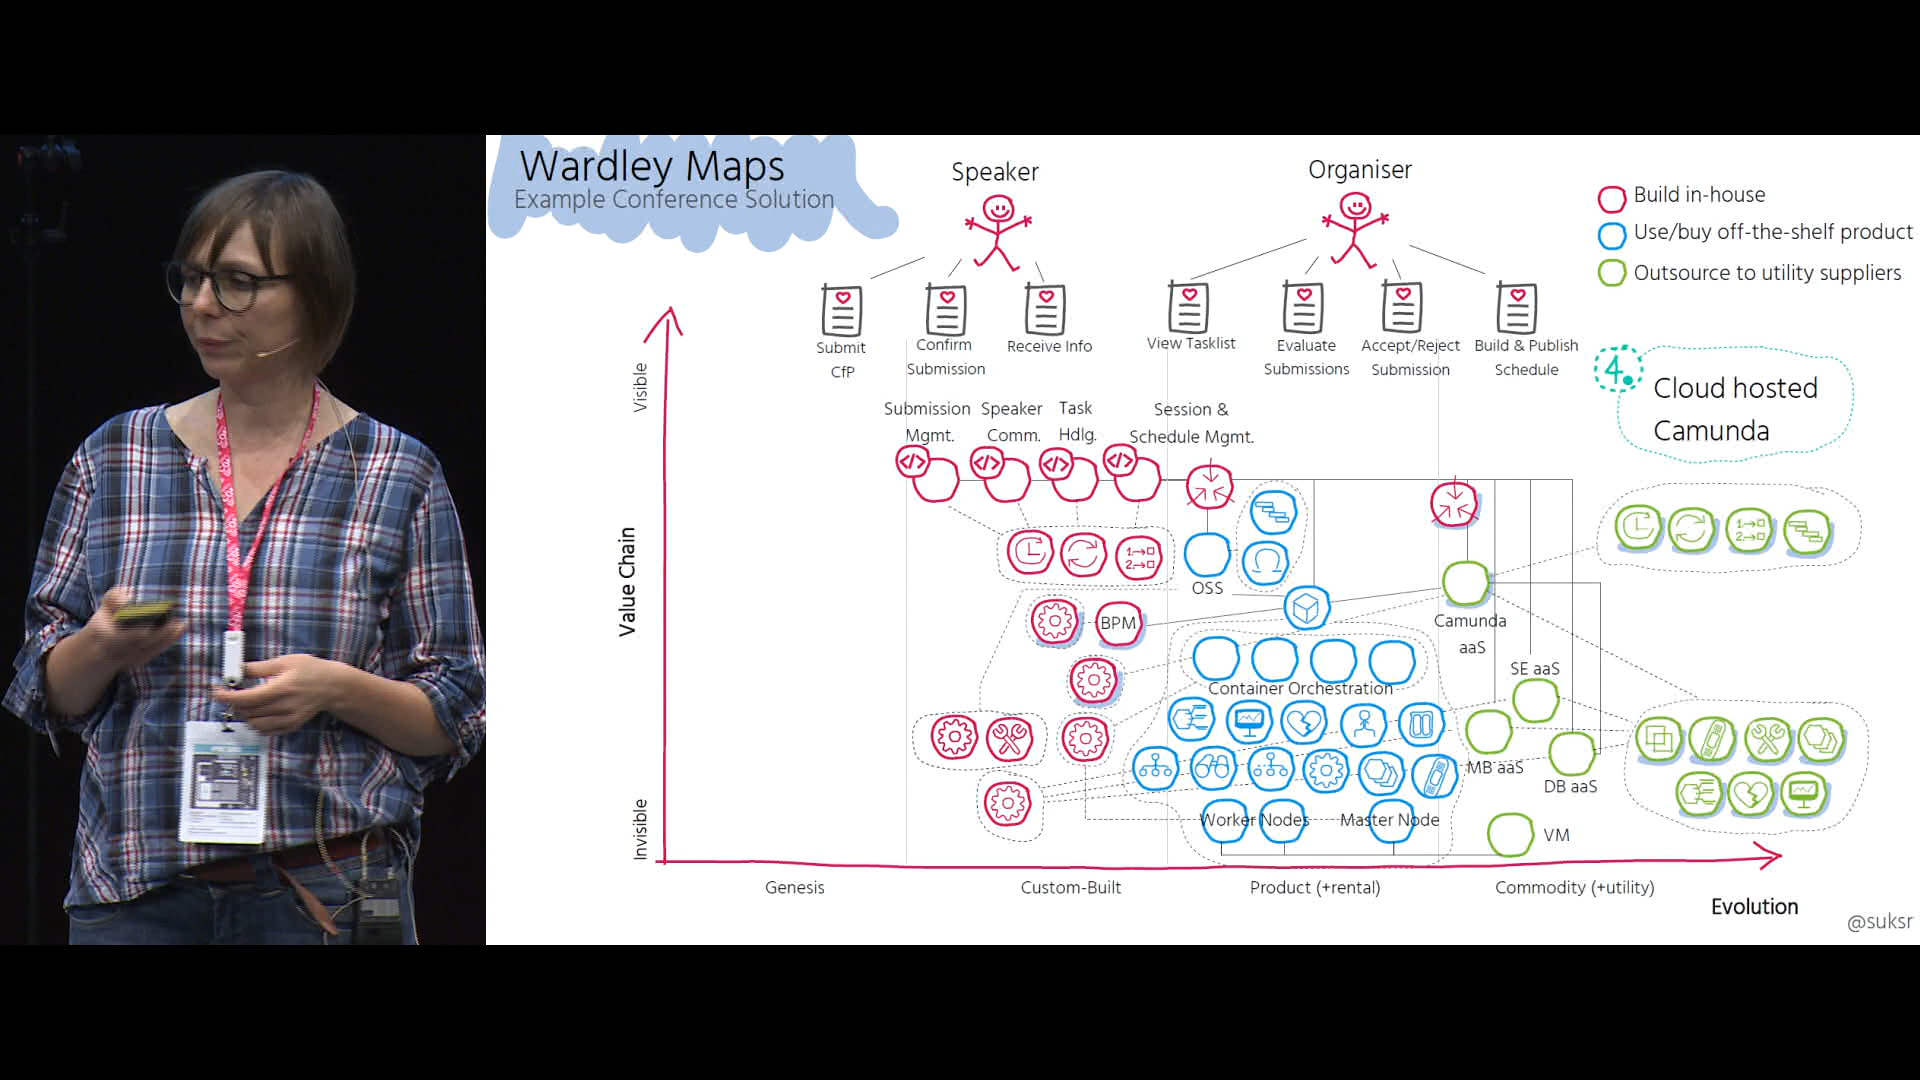 Wardley Maps
Example Conference Solution
Speaker
Organiser
Build in-house
Use/buy off-the-shelf product
Outsource to utility suppliers
Submit
CfP
Confirm
Submission
Receive Info
View Tasklist
Evaluate
Submissions
Accept/Reject
Submission
Build & Publish
Schedule
4.
Cloud hosted
Camunda
Visible
Value Chain
Invisible
Submission
Mgmt.
Speaker
Comm.
Task
Hdlg.
Session &
Schedule Mgmt.
</>
</>
</>
</>
1.
2.
OSS
BPM
Camunda
aaS
1.
2.
Container Orchestration
SE aaS
MB aaS
DB aaS
Worker Nodes
Master Node
VM
Genesis
Custom-Built
Product (+rental)
Commodity (+utility)
Evolution
@suksr